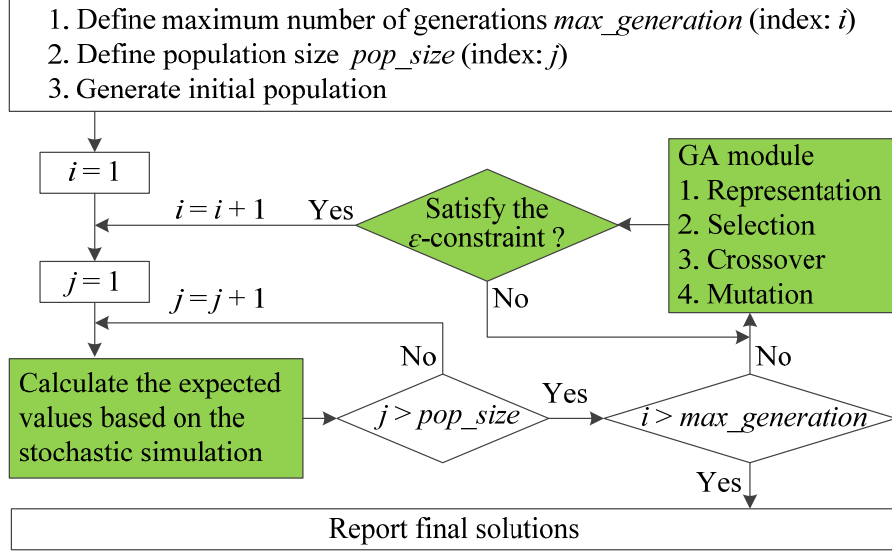 1. Define maximum number of generations max_generation (index: i)
2. Define population size pop_size (index: j)
3. Generate initial population
i = 1
i = i + 1
Yes
Satisfy the
ε-constraint ?
GA module
1. Representation
2. Selection
3. Crossover
4. Mutation
j = 1
j = j + 1
No
No
No
Calculate the expected
values based on the
stochastic simulation
j > pop_size
Yes
i > max_generation
Yes
Report final solutions